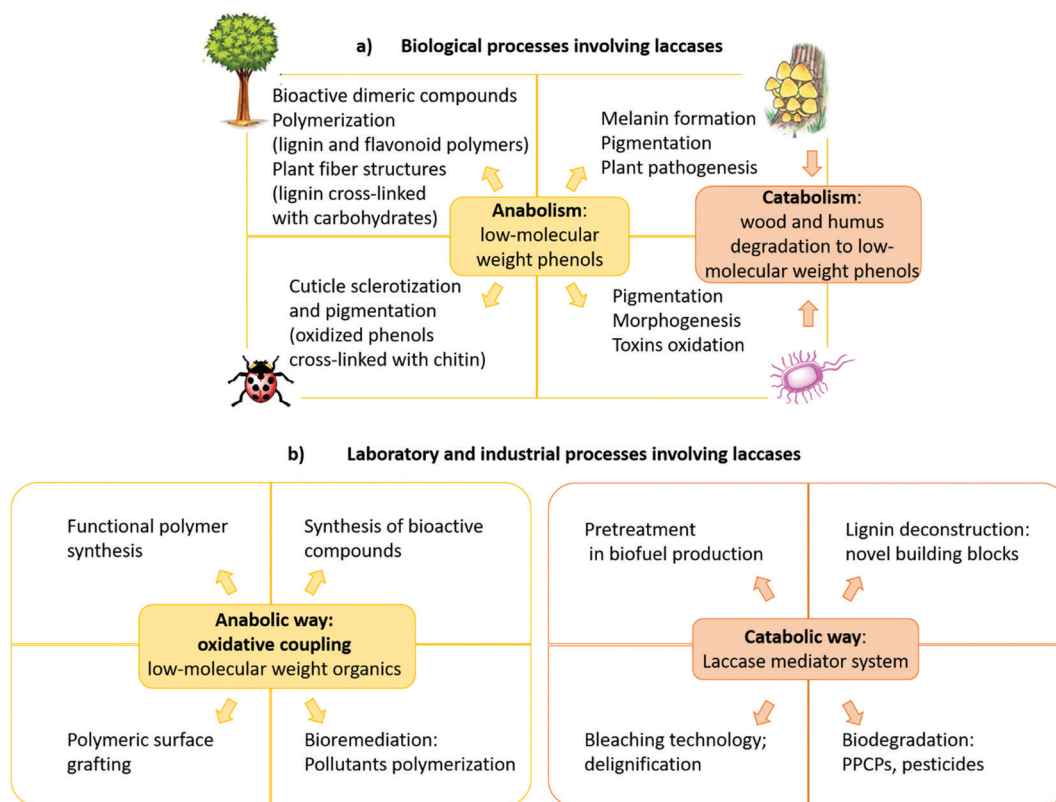 a) Biological processes involving laccases
Bioactive dimeric compounds
Polymerization
(lignin and flavonoid polymers)
Plant fiber structures
(lignin cross-linked
with carbohydrates)
Melanin formation
Pigmentation
Plant pathogenesis
Anabolism:
low-molecular
weight phenols
Catabolism:
wood and humus
degradation to low-
molecular weight phenols
Cuticle sclerotization
and pigmentation
(oxidized phenols
cross-linked with chitin)
Pigmentation
Morphogenesis
Toxins oxidation
b) Laboratory and industrial processes involving laccases
Functional polymer
synthesis
Synthesis of bioactive
compounds
Anabolic way:
oxidative coupling
low-molecular weight organics
Polymeric surface
grafting
Bioremediation:
Pollutants polymerization
Pretreatment
in biofuel production
Lignin deconstruction:
novel building blocks
Catabolic way:
Laccase mediator system
Bleaching technology;
delignification
Biodegradation:
PPCPs, pesticides